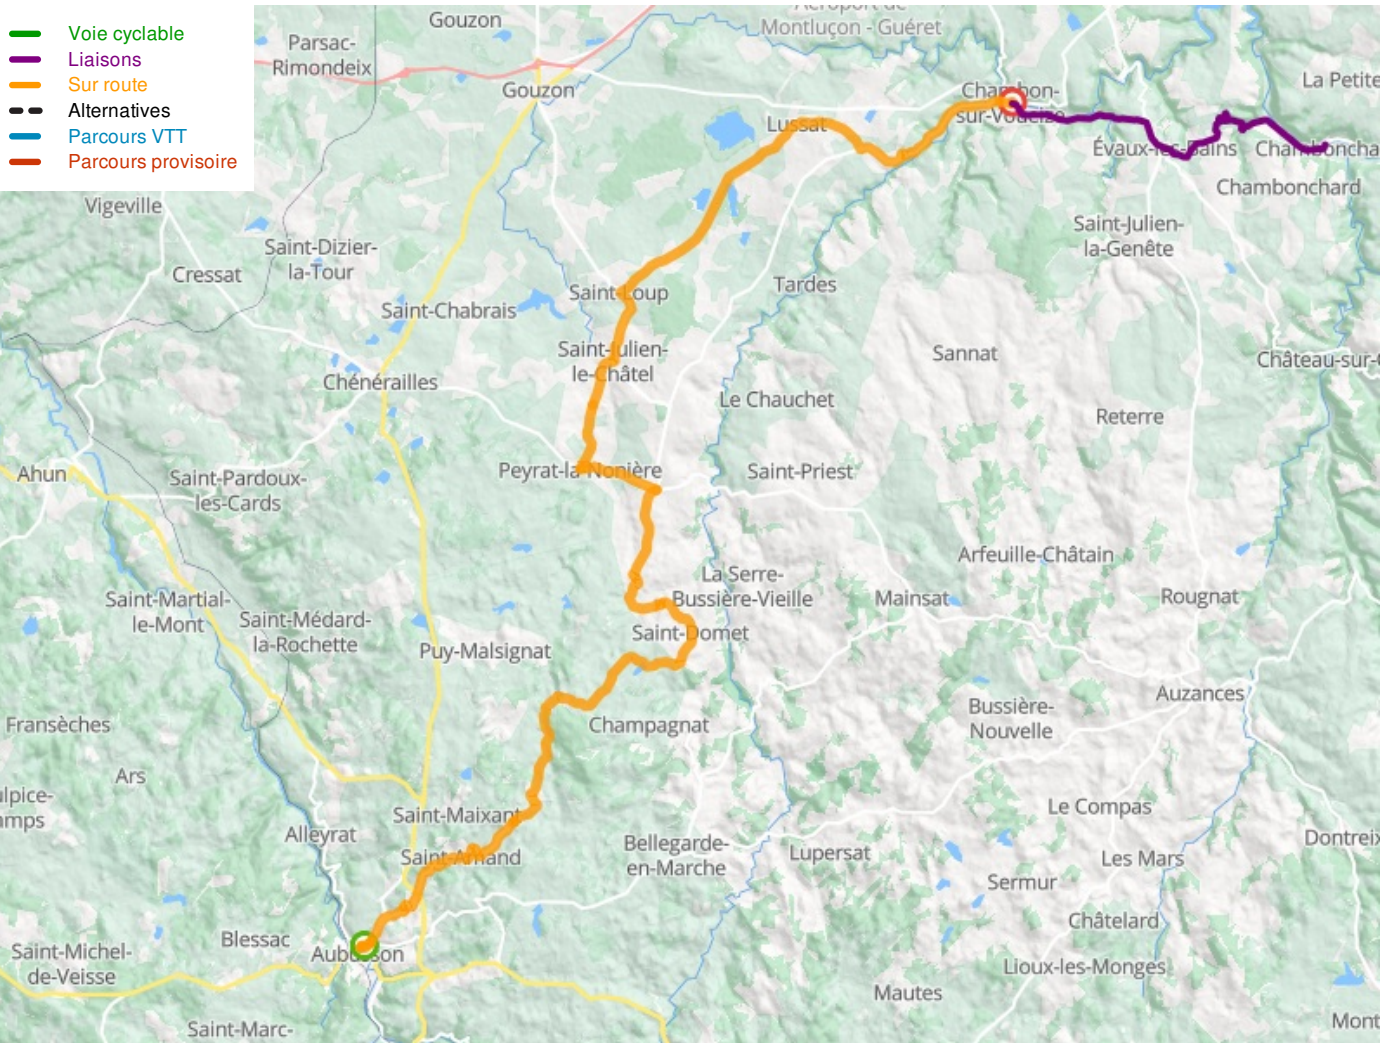 Voie cyclable
Liaisons
Sur route
Alternatives
Parcours VTT
Parcours provisoire
Gouzon
Montluçon - Guéret
Parsac-
Rimondeix
Gouzon
Chambon-
sur-Voueize
La Petite
Lussat
Évaux-les-Bains
Chambonchard
Vigeville
Saint-Julien-
la-Genête
Saint-Dizier-
la-Tour
Cressat
Tardes
Saint-Loup
Saint-Chabrais
Saint-Julien-
le-Châtel
Sannat
Château-sur-
Chénérailles
Le Chauchet
Reterre
Ahun
Saint-Pardoux-
les-Cards
Peyrat-la-Nonière
Saint-Priest
Arfeuille-Châtain
La Serre-
Bussière-Vieille
Mainsat
Rougnat
Saint-Martial-
le-Mont
Saint-Médard-
la-Rochette
Saint-Domet
Puy-Malsignat
Auzances
Fransèches
Champagnat
Bussière-
Nouvelle
Ars
ulpice-
amps
Le Compas
Saint-Maixant
Alleyrat
Dontreix
Saint-Amand
Bellegarde-
en-Marche
Lupersat
Les Mars
Sermur
Châtelard
Blessac
Aubusson
Saint-Michel-
de-Veisse
Lioux-les-Monges
Mautes
Saint-Marc-
Mont